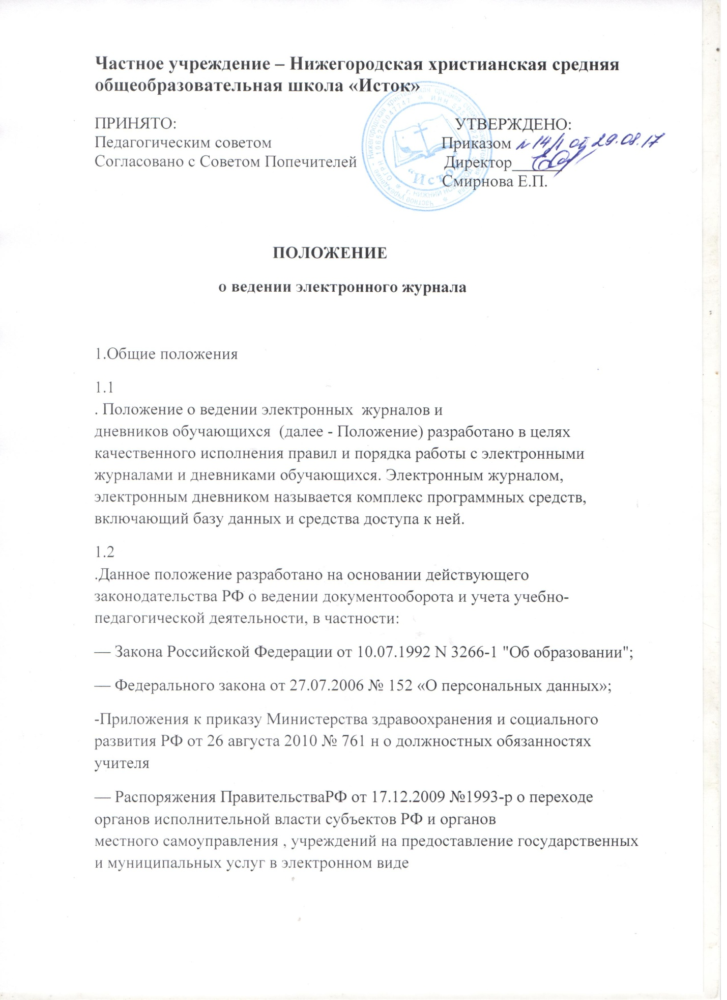 Частное учреждение – Нижегородская христианская средняя
общеобразовательная школа «Исток»
ПРИНЯТО: УТВЕРЖДЕНО:
Педагогическим советом Приказом № 14/1 от 29.08.17
Согласовано с Советом Попечителей Директор______
Смирнова Е.П.
Частное учреждение - Нижегородская христианская средняя
ОГРН 1065200047747 * ИНН
г. НИЖНИЙ НОВГОРОД
"Исток"
ПОЛОЖЕНИЕ
о ведении электронного журнала
1.Общие положения
1.1
. Положение о ведении электронных журналов и
дневников обучающихся (далее - Положение) разработано в целях
качественного исполнения правил и порядка работы с электронными
журналами и дневниками обучающихся. Электронным журналом,
электронным дневником называется комплекс программных средств,
включающий базу данных и средства доступа к ней.
1.2
.Данное положение разработано на основании действующего
законодательства РФ о ведении документооборота и учета учебно-
педагогической деятельности, в частности:
— Закона Российской Федерации от 10.07.1992 N 3266-1 "Об образовании";
— Федерального закона от 27.07.2006 № 152 «О персональных данных»;
-Приложения к приказу Министерства здравоохранения и социального
развития РФ от 26 августа 2010 № 761 н о должностных обязанностях
учителя
— Распоряжения ПравительстваРФ от 17.12.2009 №1993-р о переходе
органов исполнительной власти субъектов РФ и органов
местного самоуправления , учреждений на предоставление государственных
и муниципальных услуг в электронном виде